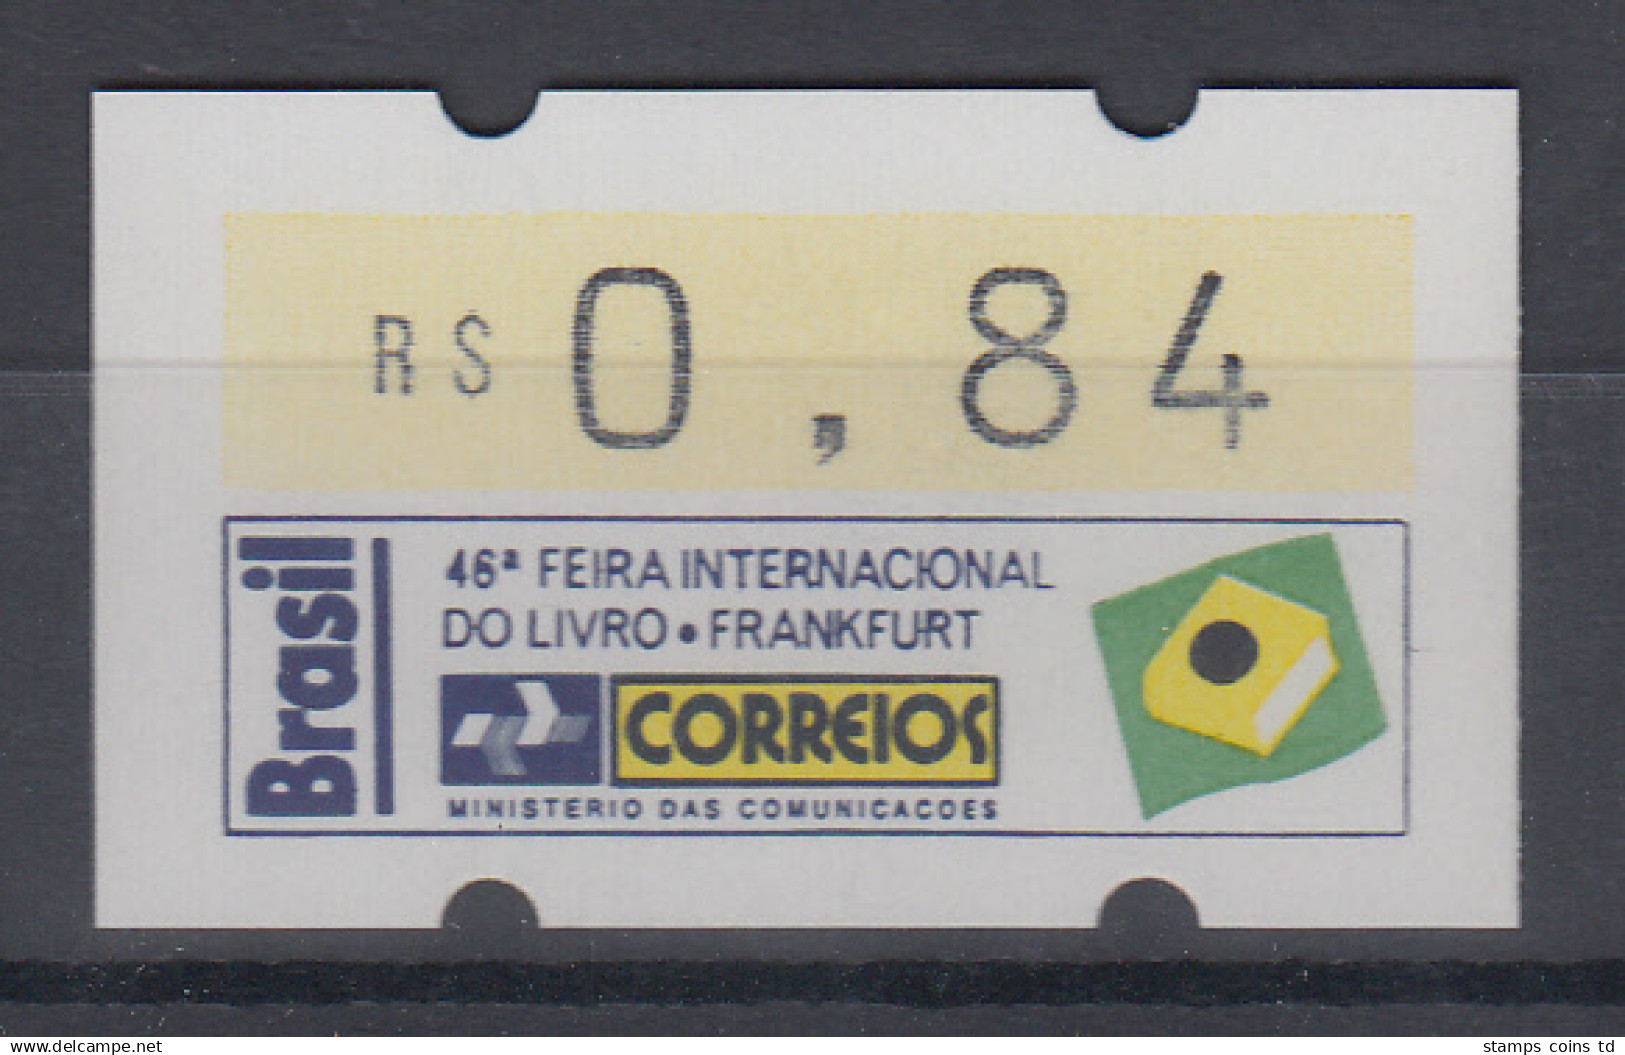 RS 0,84
Brasil
46ª FEIRA INTERNACIONAL
DO LIVRO • FRANKFURT
CORREIOS
MINISTERIO DAS COMUNICACOES
www.delcampe.net
stamps coins td